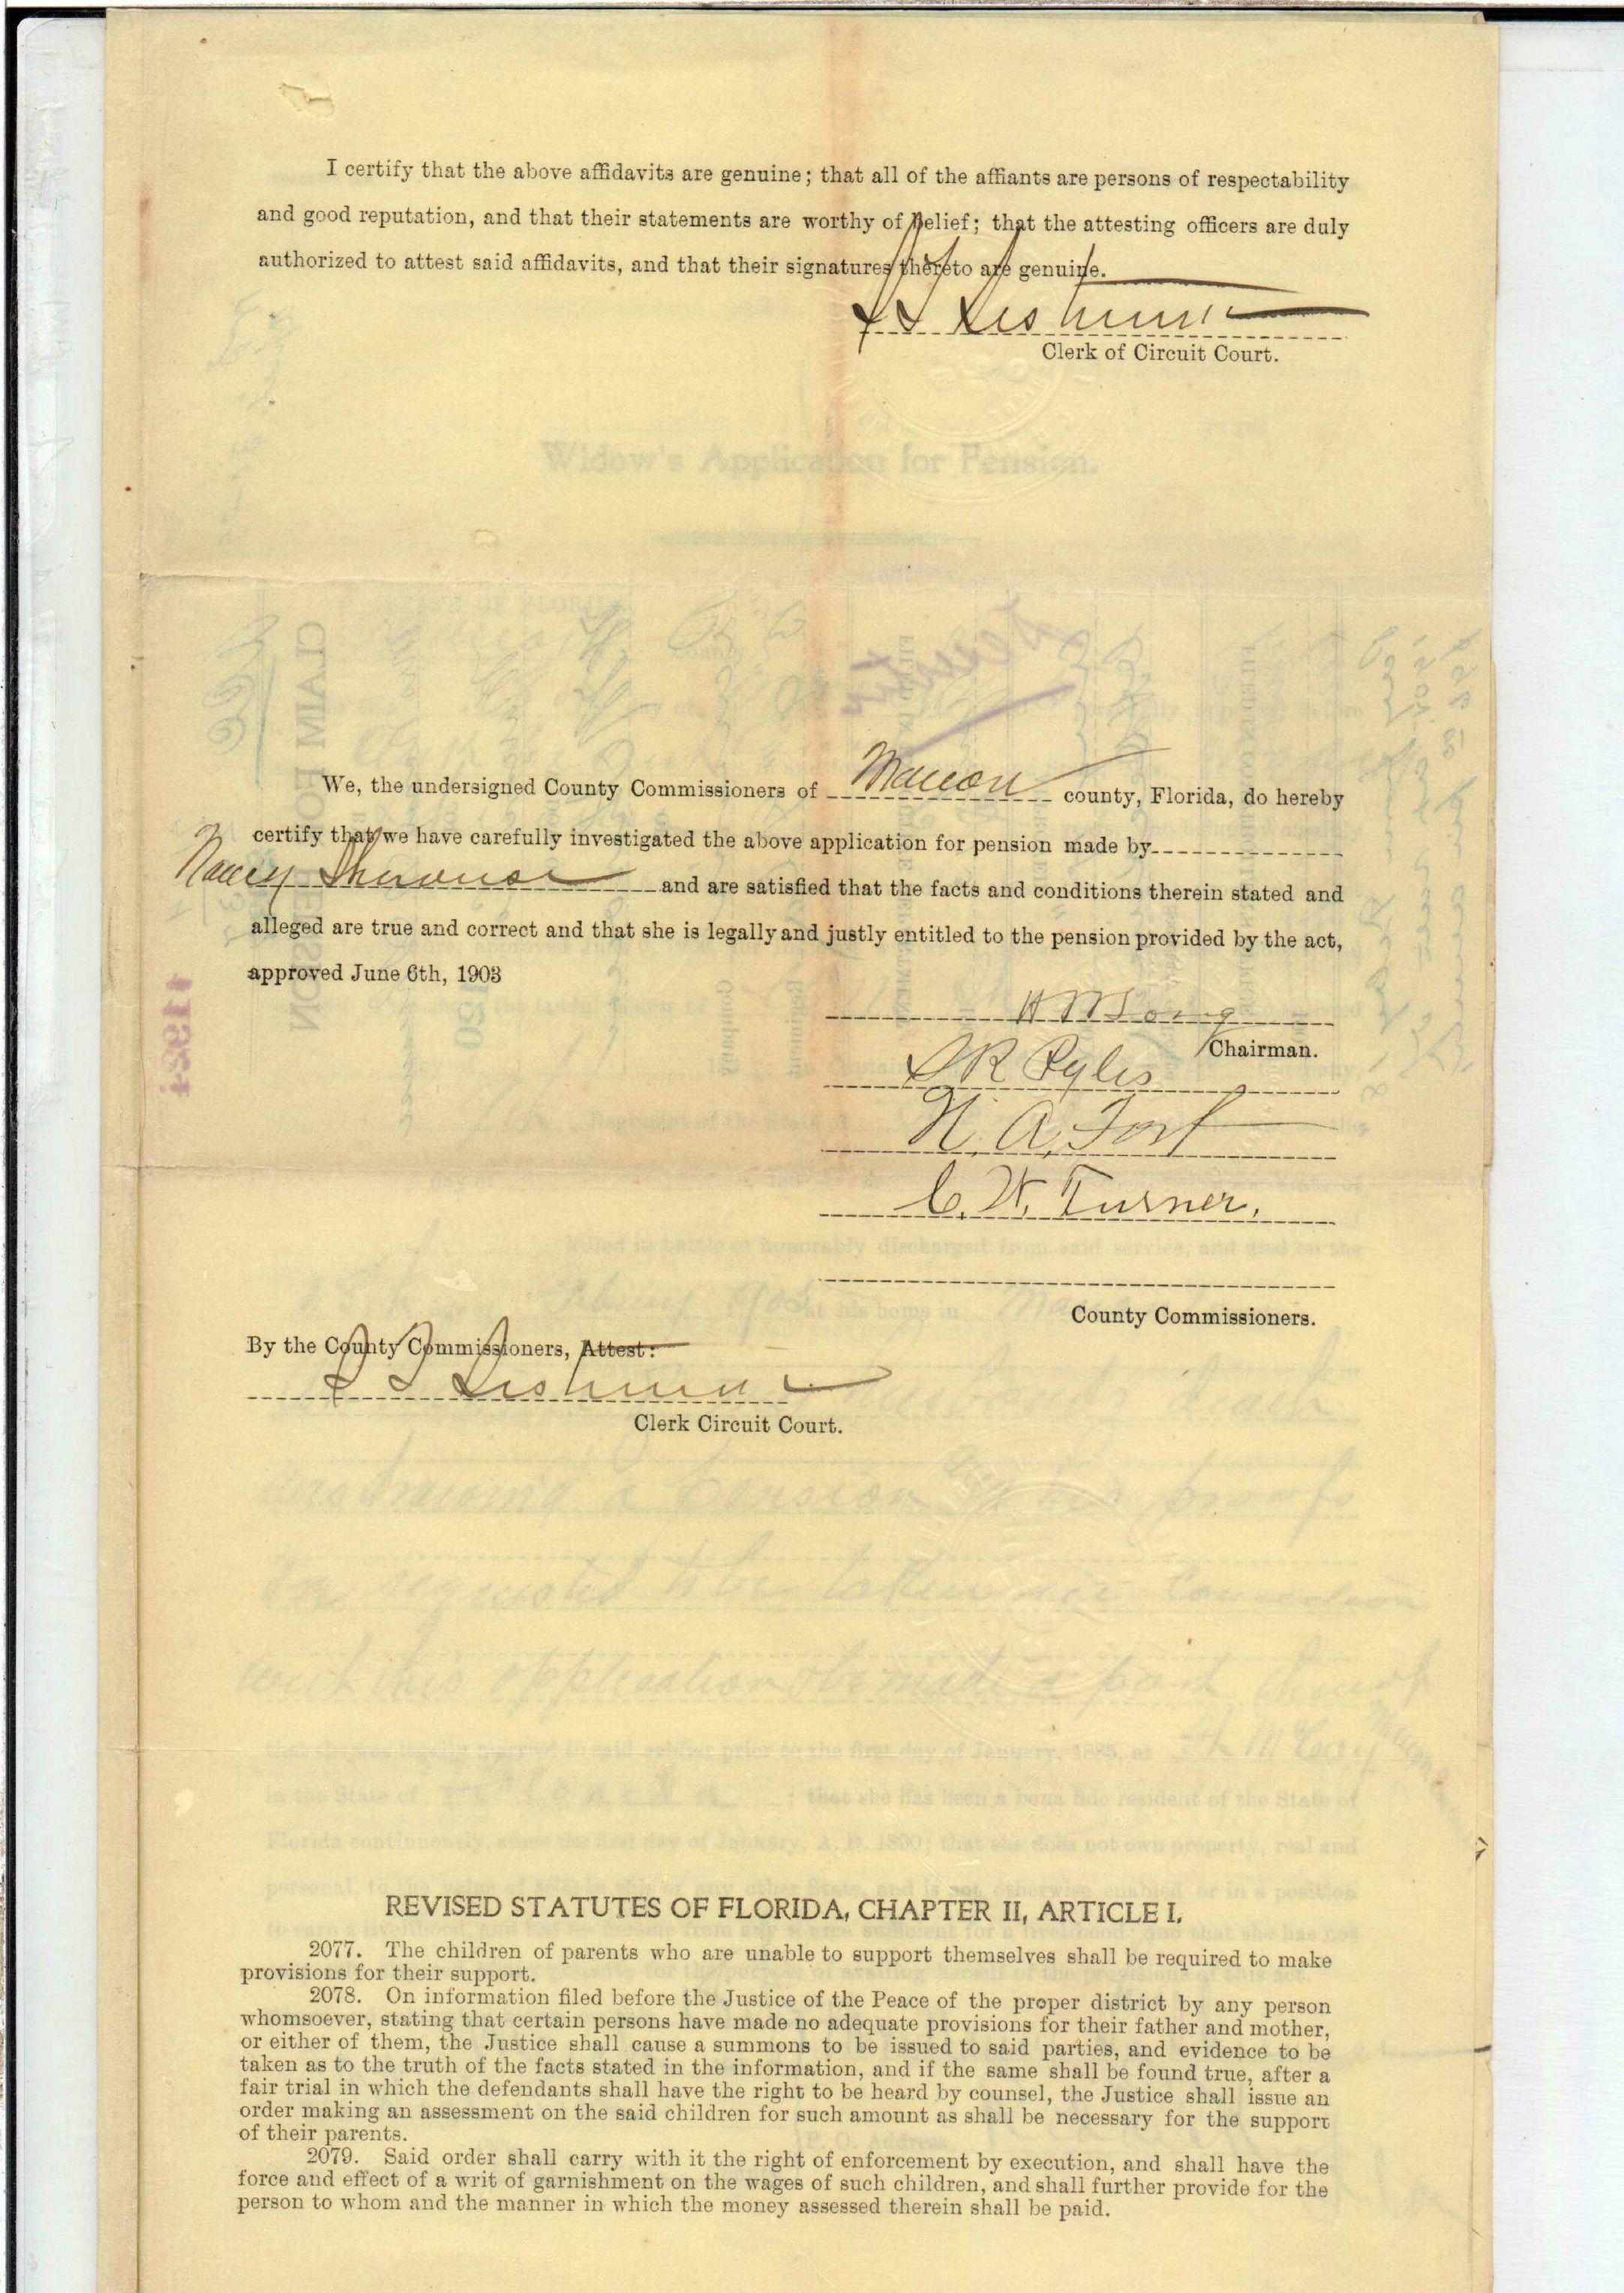 I certify that the above affidavits are genuine; that all of the affiants are persons of respectability
and good reputation, and that their statements are worthy of belief; that the attesting officers are duly
authorized to attest said affidavits, and that their signatures thereto are genuine.
Clerk of Circuit Court.
Widow's Application for Pension.
We, the undersigned County Commissioners of Marion county, Florida, do hereby
certify that we have carefully investigated the above application for pension made by
Nancy and are satisfied that the facts and conditions therein stated and
alleged are true and correct and that she is legally and justly entitled to the pension provided by the act,
approved June 6th, 1903
Chairman.
S R Pyles
N. A. Fort
C. W. Turner.
County Commissioners.
By the County Commissioners, Attest:
Clerk Circuit Court.
REVISED STATUTES OF FLORIDA, CHAPTER II, ARTICLE I.
2077. The children of parents who are unable to support themselves shall be required to make
provisions for their support.
2078. On information filed before the Justice of the Peace of the proper district by any person
whomsoever, stating that certain persons have made no adequate provisions for their father and mother,
or either of them, the Justice shall cause a summons to be issued to said parties, and evidence to be
taken as to the truth of the facts stated in the information, and if the same shall be found true, after a
fair trial in which the defendants shall have the right to be heard by counsel, the Justice shall issue an
order making an assessment on the said children for such amount as shall be necessary for the support
of their parents.
2079. Said order shall carry with it the right of enforcement by execution, and shall have the
force and effect of a writ of garnishment on the wages of such children, and shall further provide for the
person to whom and the manner in which the money assessed therein shall be paid.